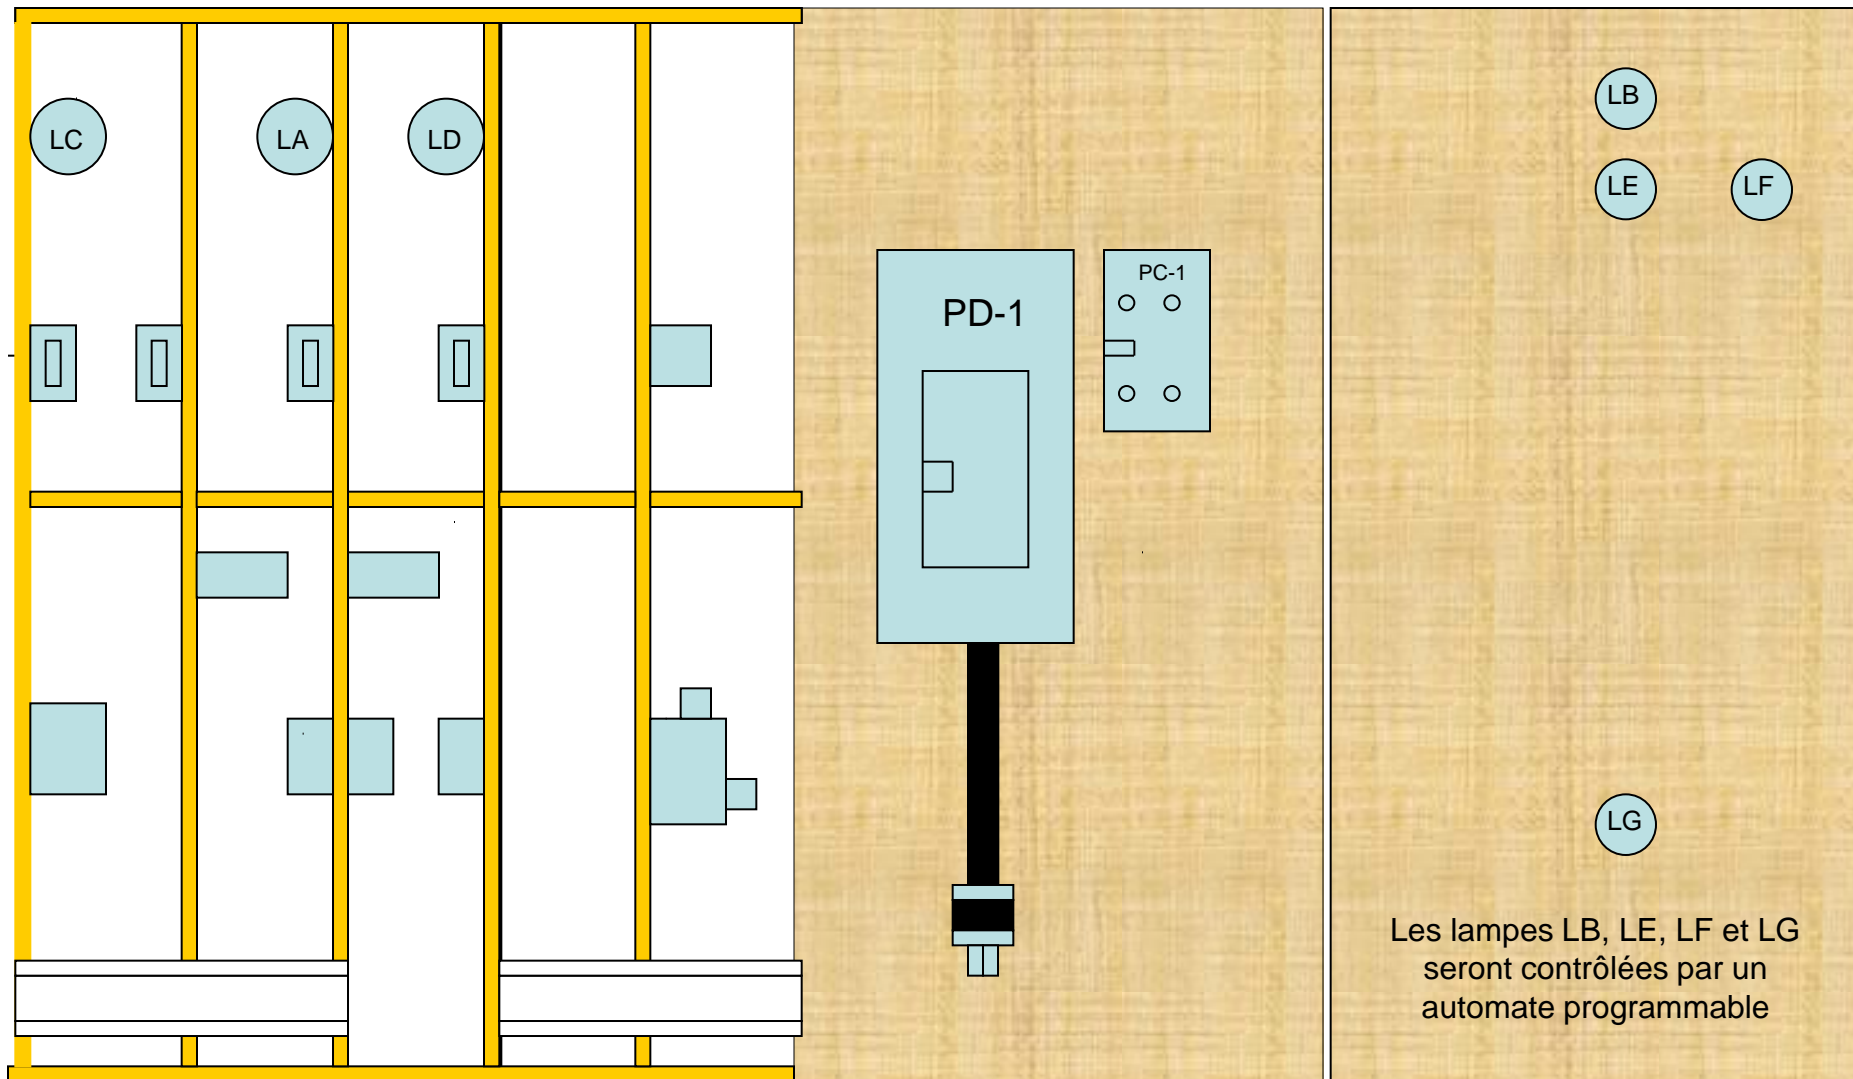 LC
LA
LD
PD-1
PC-1
LB
LE
LF
LG
Les lampes LB, LE, LF et LG
seront contrôlées par un
automate programmable